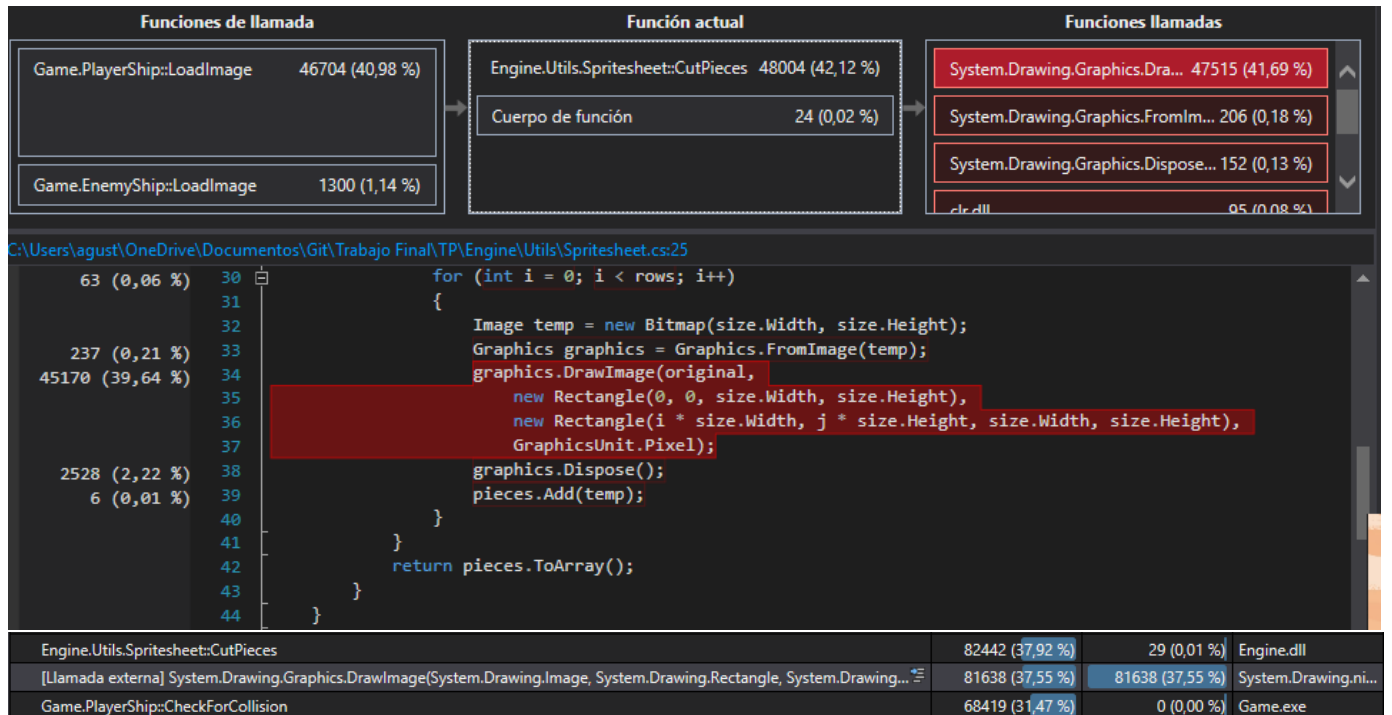 Funciones de llamada Función actual Funciones llamadas
Game.PlayerShip::LoadImage 46704 (40,98 %) Engine.Utils.Spritesheet::CutPieces 48004 (42,12 %) System.Drawing.Graphics.Dra... 47515 (41,69 %)
Cuerpo de función 24 (0,02 %) System.Drawing.Graphics.FromIm... 206 (0,18 %)
System.Drawing.Graphics.Dispose... 152 (0,13 %)
Game.EnemyShip::LoadImage 1300 (1,14 %)
clr.dll 95 (0,08 %)
C:\Users\agust\OneDrive\Documentos\Git\Trabajo Final\TP\Engine\Utils\Spritesheet.cs:25
63 (0,06 %) 30 for (int i = 0; i < rows; i++)
31 {
32 Image temp = new Bitmap(size.Width, size.Height);
237 (0,21 %) 33 Graphics graphics = Graphics.FromImage(temp);
45170 (39,64 %) 34 graphics.DrawImage(original,
35 new Rectangle(0, 0, size.Width, size.Height),
36 new Rectangle(i * size.Width, j * size.Height, size.Width, size.Height),
37 GraphicsUnit.Pixel);
2528 (2,22 %) 38 graphics.Dispose();
6 (0,01 %) 39 pieces.Add(temp);
40 }
41 }
42 return pieces.ToArray();
43 }
44 }
Engine.Utils.Spritesheet::CutPieces 82442 (37,92 %) 29 (0,01 %) Engine.dll
[Llamada externa] System.Drawing.Graphics.DrawImage(System.Drawing.Image, System.Drawing.Rectangle, System.Drawing... 81638 (37,55 %) 81638 (37,55 %) System.Drawing.ni...
Game.PlayerShip::CheckForCollision 68419 (31,47 %) 0 (0,00 %) Game.exe